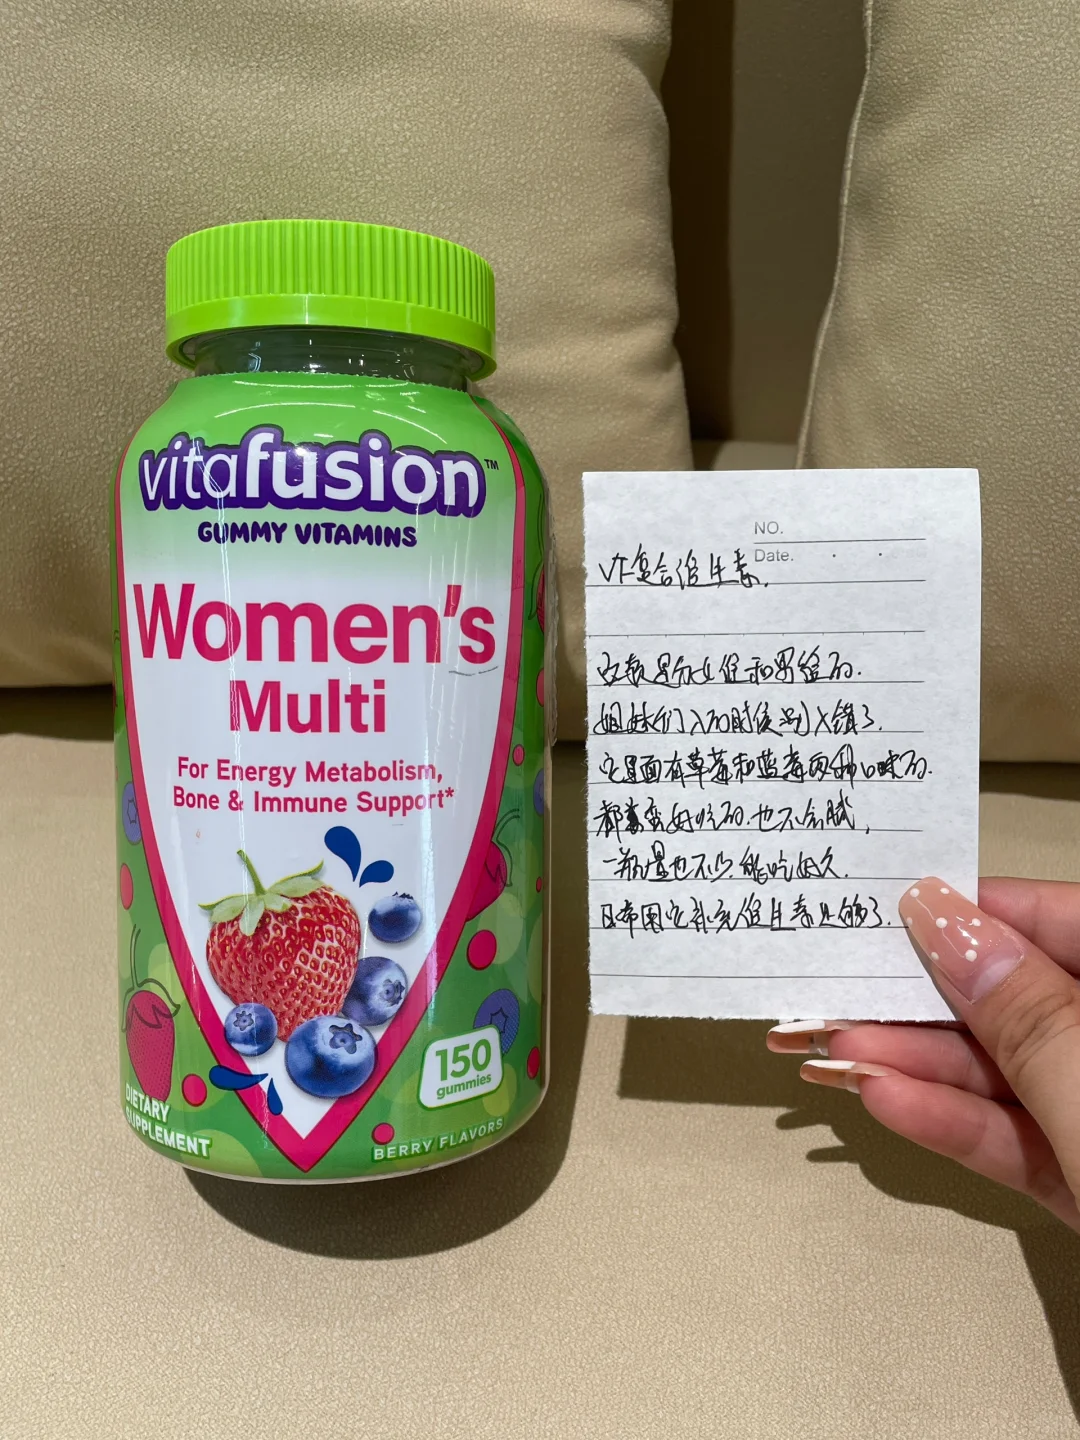 vitafusion™
GUMMY VITAMINS
Women's
Multi
For Energy Metabolism,
Bone & Immune Support*
150
gummies
DIETARY
SUPPLEMENT
BERRY FLAVORS
NO.
Date.
VF复合维生素.
这款是分女维和男维的.
姐妹们入的时候别入错了.
它里面有草莓和蓝莓两种口味的.
都蛮好吃的.也不会腻,
一瓶量也不少.能吃好久.
日常用它补充维生素足够了.